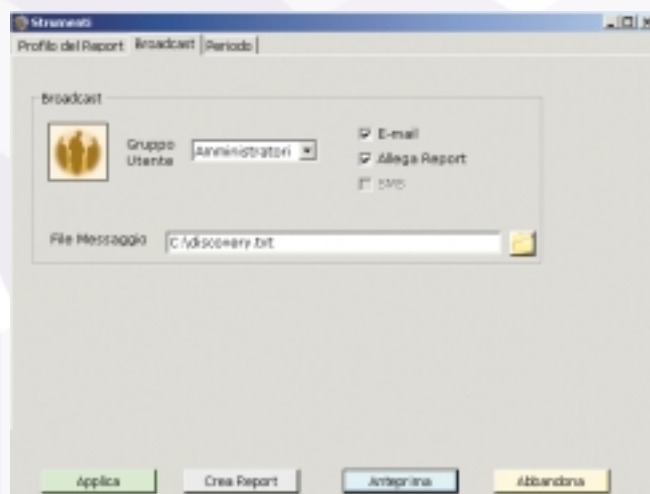 Strumenti
Profilo del Report Broadcast Periodo
Broadcast
Gruppo Utente Amministratori
E-mail
Allega Report
SMS
File Messaggio C:\discovery.txt
Applica Crea Report Anteprima Abbandona